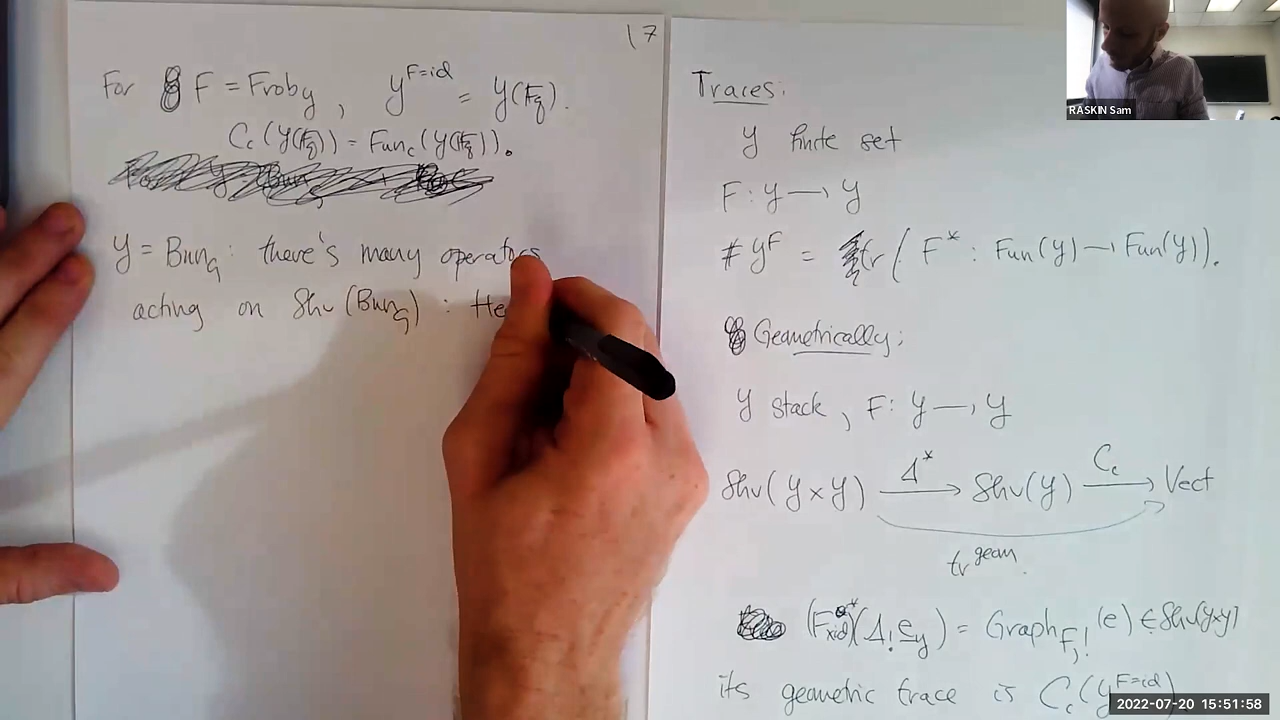 17
For F = Frob_y, y^{F=id} = y(F_q).
C_c(y(F_q)) = Fun_c(y(F_q)).
y = Bun_G: there's many operators
acting on Shv(Bun_G) : He
Traces:
y finite set
F: y → y
# y^F = tr( F^* : Fun(y) → Fun(y)).
Geometrically:
y stack, F: y → y
Shv(y×y) —Δ^*→ Shv(y) —C_c→ Vect
tr^geom.
(F×id)^*(Δ_! e_y) = Graph_{F,!}(e) ∈ Shv(y×y)
its geometric trace is C_c(y^{F=id})
RASKIN Sam
2022-07-20 15:51:58